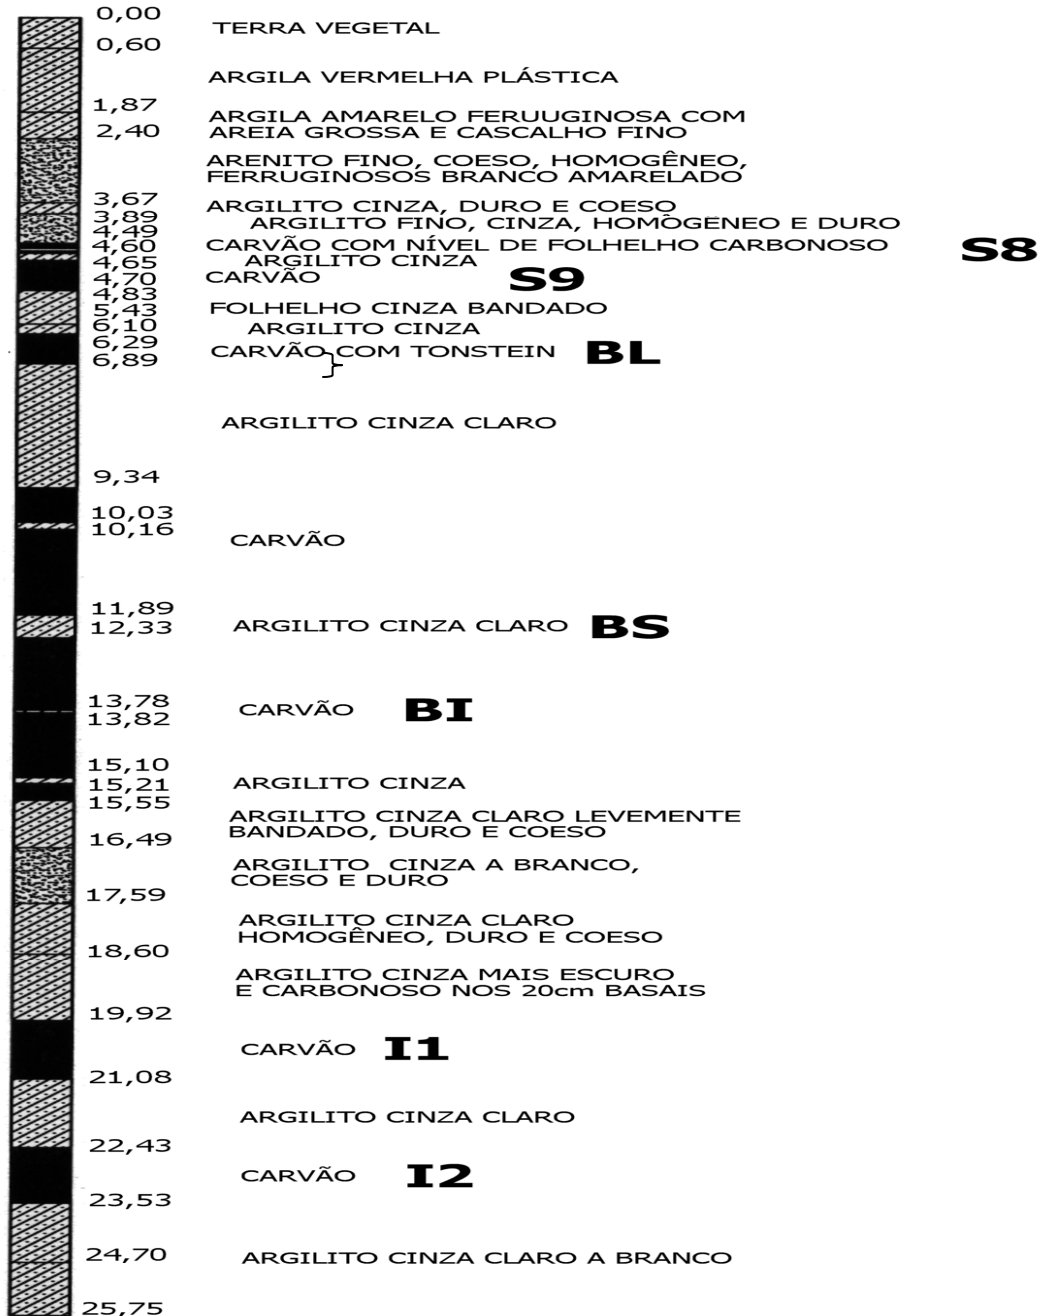 0,00
TERRA VEGETAL
0,60
ARGILA VERMELHA PLÁSTICA
1,87
ARGILA AMARELO FERUUGINOSA COM
2,40
AREIA GROSSA E CASCALHO FINO
ARENITO FINO, COESO, HOMOGÊNEO,
FERRUGINOSOS BRANCO AMARELADO
3,67
ARGILITO CINZA, DURO E COESO
3,89
ARGILITO FINO, CINZA, HOMÔGENEO E DURO
4,49
4,60
CARVÃO COM NÍVEL DE FOLHELHO CARBONOSO S8
4,65
ARGILITO CINZA
4,70
CARVÃO S9
4,83
5,43
FOLHELHO CINZA BANDADO
6,10
ARGILITO CINZA
6,29
CARVÃO COM TONSTEIN BL
6,89
ARGILITO CINZA CLARO
9,34
10,03
10,16
CARVÃO
11,89
12,33
ARGILITO CINZA CLARO BS
13,78
CARVÃO BI
13,82
15,10
15,21
ARGILITO CINZA
15,55
ARGILITO CINZA CLARO LEVEMENTE
BANDADO, DURO E COESO
16,49
ARGILITO CINZA A BRANCO,
COESO E DURO
17,59
ARGILITO CINZA CLARO
HOMOGÊNEO, DURO E COESO
18,60
ARGILITO CINZA MAIS ESCURO
E CARBONOSO NOS 20cm BASAIS
19,92
CARVÃO I1
21,08
ARGILITO CINZA CLARO
22,43
CARVÃO I2
23,53
24,70
ARGILITO CINZA CLARO A BRANCO
25,75